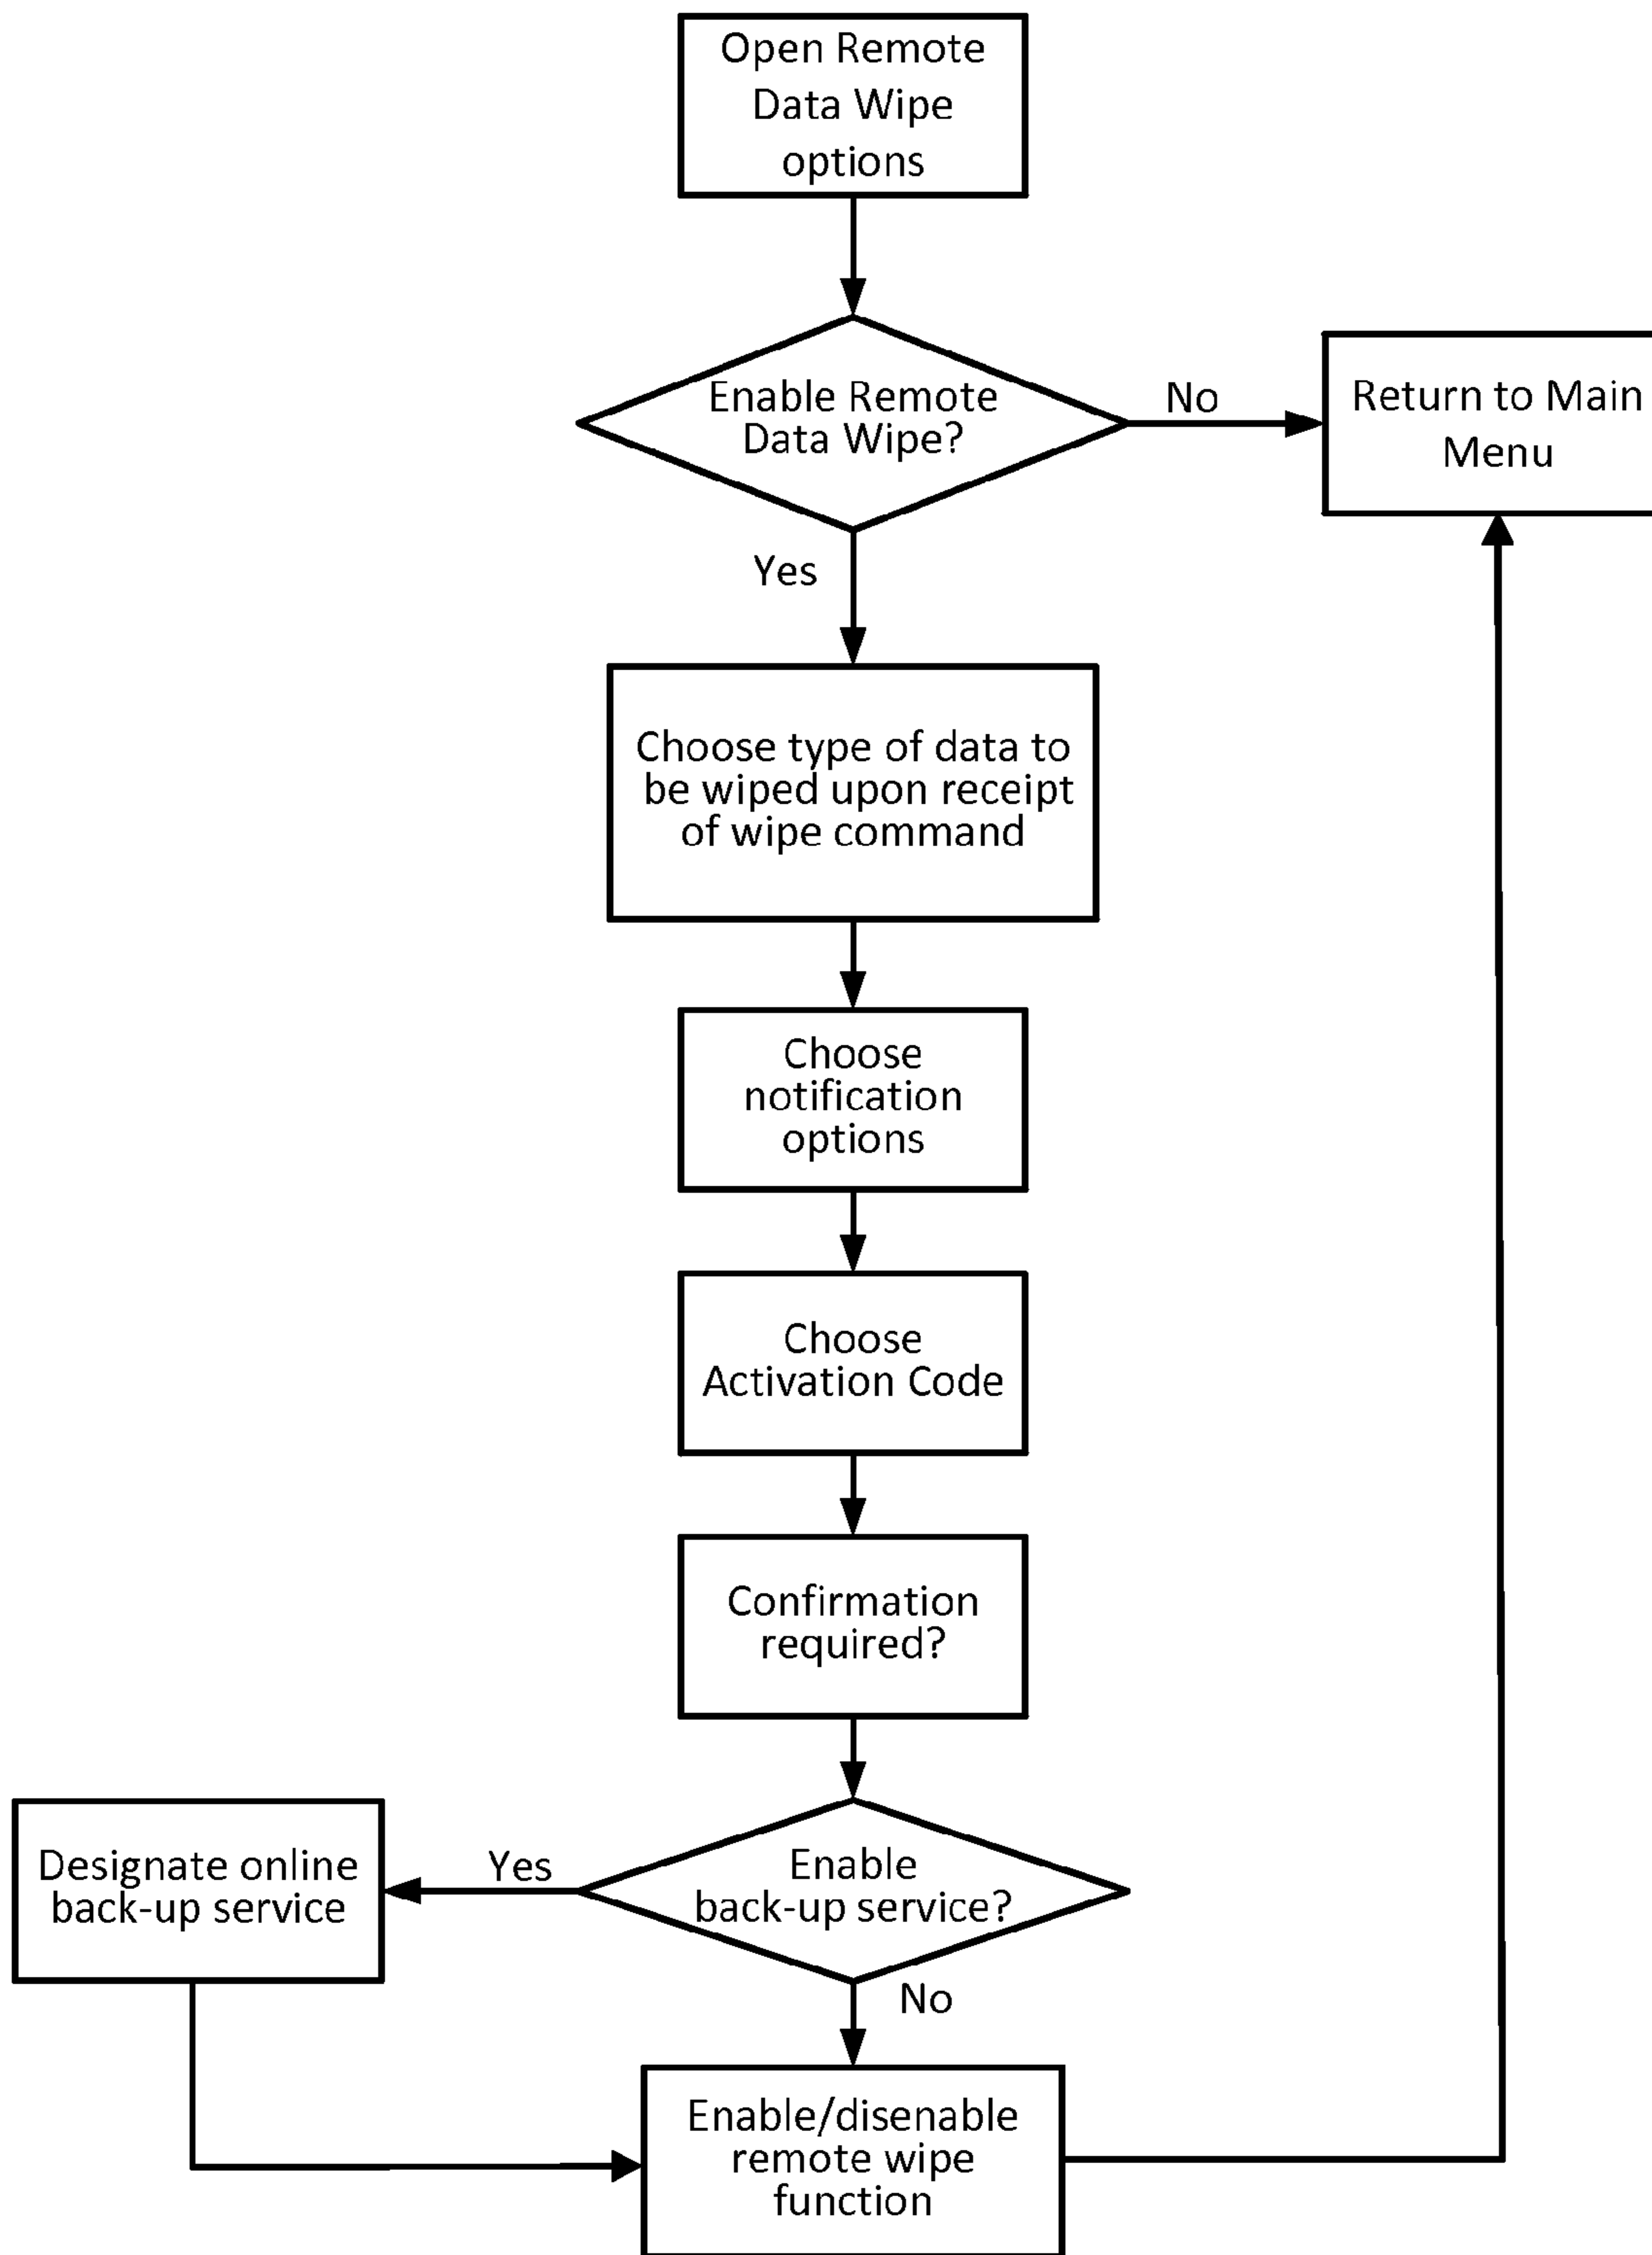 Open Remote
Data Wipe
options
Enable Remote
Data Wipe?
No
Return to Main
Menu
Yes
Choose type of data to
be wiped upon receipt
of wipe command
Choose
notification
options
Choose
Activation Code
Confirmation
required?
Designate online
back-up service
Yes
Enable
back-up service?
No
Enable/disenable
remote wipe
function